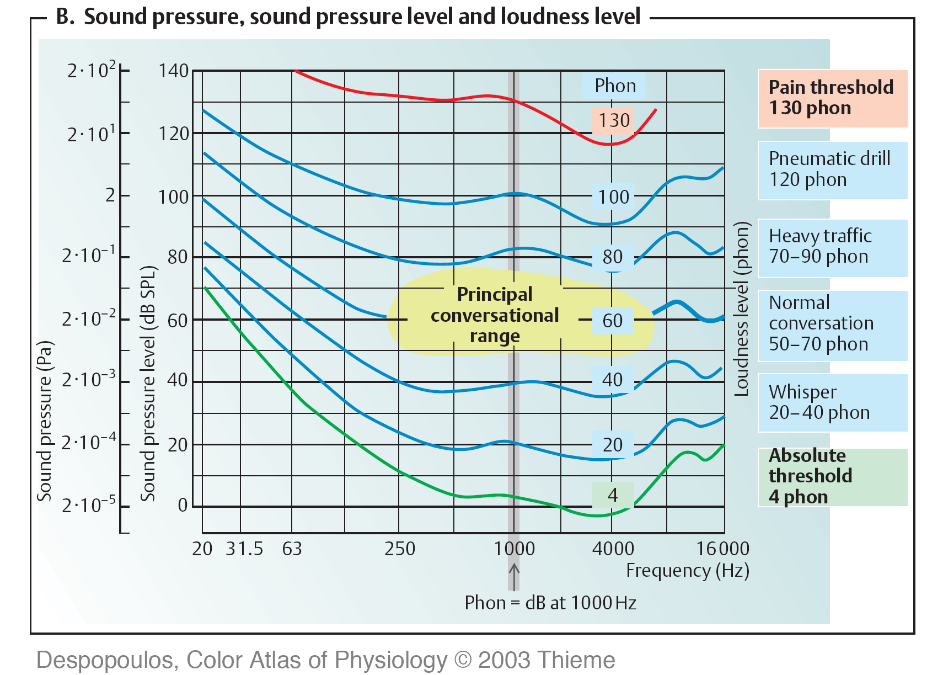 B. Sound pressure, sound pressure level and loudness level
Sound pressure (Pa)
2·10²
2·10¹
2
2·10⁻¹
2·10⁻²
2·10⁻³
2·10⁻⁴
2·10⁻⁵
Sound pressure level (dB SPL)
140
120
100
80
60
40
20
0
Phon
130
100
80
60
40
20
4
Principal
conversational
range
Loudness level (phon)
Pain threshold
130 phon
Pneumatic drill
120 phon
Heavy traffic
70–90 phon
Normal
conversation
50–70 phon
Whisper
20–40 phon
Absolute
threshold
4 phon
20 31.5 63 250 1000 4000 16000
Frequency (Hz)
Phon = dB at 1000 Hz
Despopoulos, Color Atlas of Physiology © 2003 Thieme